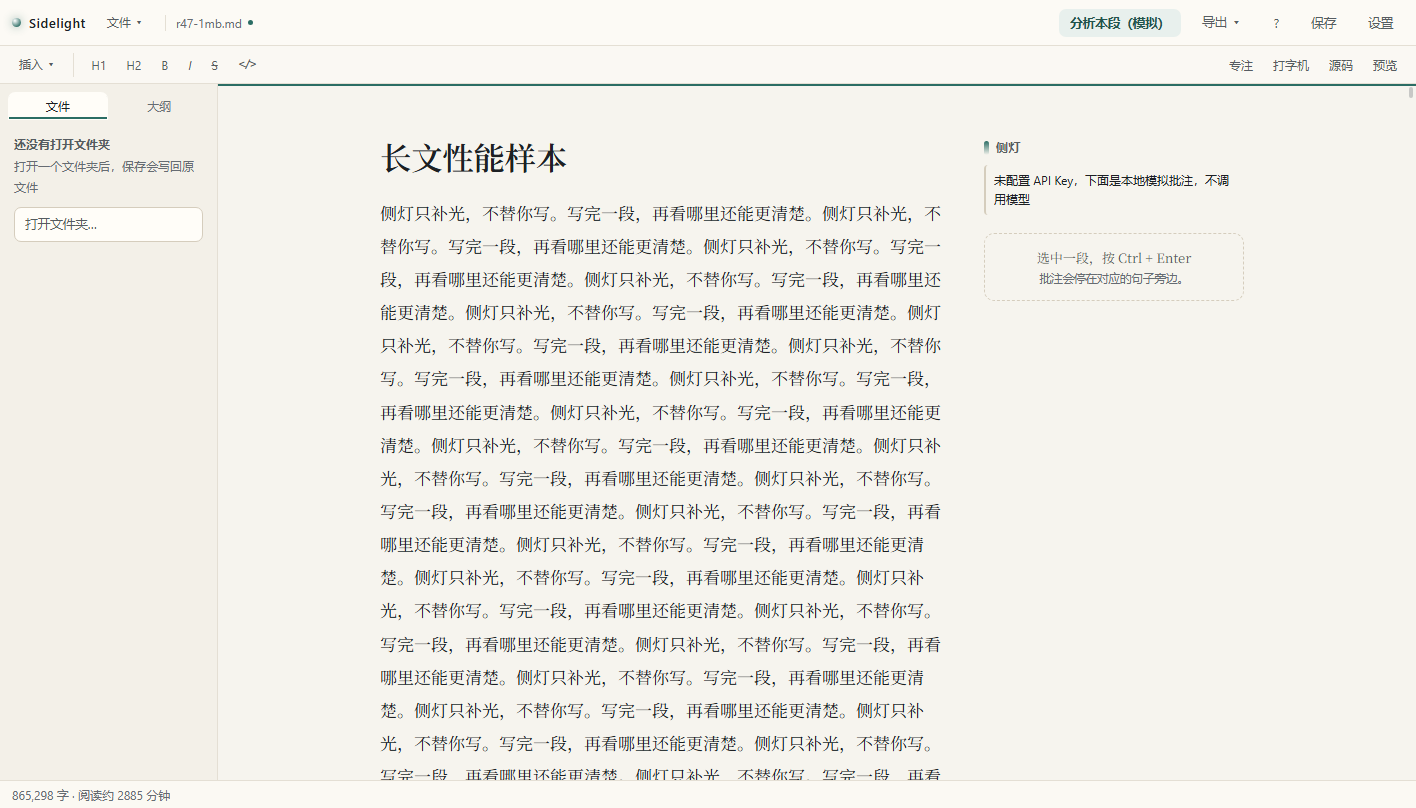 Sidelight 文件 r47-1mb.md 分析本段（模拟） 导出 ? 保存 设置
插入 H1 H2 B I S </> 专注 打字机 源码 预览
文件 大纲
还没有打开文件夹
打开一个文件夹后，保存会写回原
文件
打开文件夹...
长文性能样本
侧灯只补光，不替你写。写完一段，再看哪里还能更清楚。侧灯只补光，不
替你写。写完一段，再看哪里还能更清楚。侧灯只补光，不替你写。写完一
段，再看哪里还能更清楚。侧灯只补光，不替你写。写完一段，再看哪里还
能更清楚。侧灯只补光，不替你写。写完一段，再看哪里还能更清楚。侧灯
只补光，不替你写。写完一段，再看哪里还能更清楚。侧灯只补光，不替你
写。写完一段，再看哪里还能更清楚。侧灯只补光，不替你写。写完一段，
再看哪里还能更清楚。侧灯只补光，不替你写。写完一段，再看哪里还能更
清楚。侧灯只补光，不替你写。写完一段，再看哪里还能更清楚。侧灯只补
光，不替你写。写完一段，再看哪里还能更清楚。侧灯只补光，不替你写。
写完一段，再看哪里还能更清楚。侧灯只补光，不替你写。写完一段，再看
哪里还能更清楚。侧灯只补光，不替你写。写完一段，再看哪里还能更清
楚。侧灯只补光，不替你写。写完一段，再看哪里还能更清楚。侧灯只补
光，不替你写。写完一段，再看哪里还能更清楚。侧灯只补光，不替你写。
写完一段，再看哪里还能更清楚。侧灯只补光，不替你写。写完一段，再看
哪里还能更清楚。侧灯只补光，不替你写。写完一段，再看哪里还能更清
楚。侧灯只补光，不替你写。写完一段，再看哪里还能更清楚。侧灯只补
光，不替你写。写完一段，再看哪里还能更清楚。侧灯只补光，不替你写。
写完一段，再看哪里还能更清楚。侧灯只补光，不替你写。写完一段，再看
侧灯
未配置 API Key，下面是本地模拟批注，不调
用模型
选中一段，按 Ctrl + Enter
批注会停在对应的句子旁边。
865,298 字 · 阅读约 2885 分钟